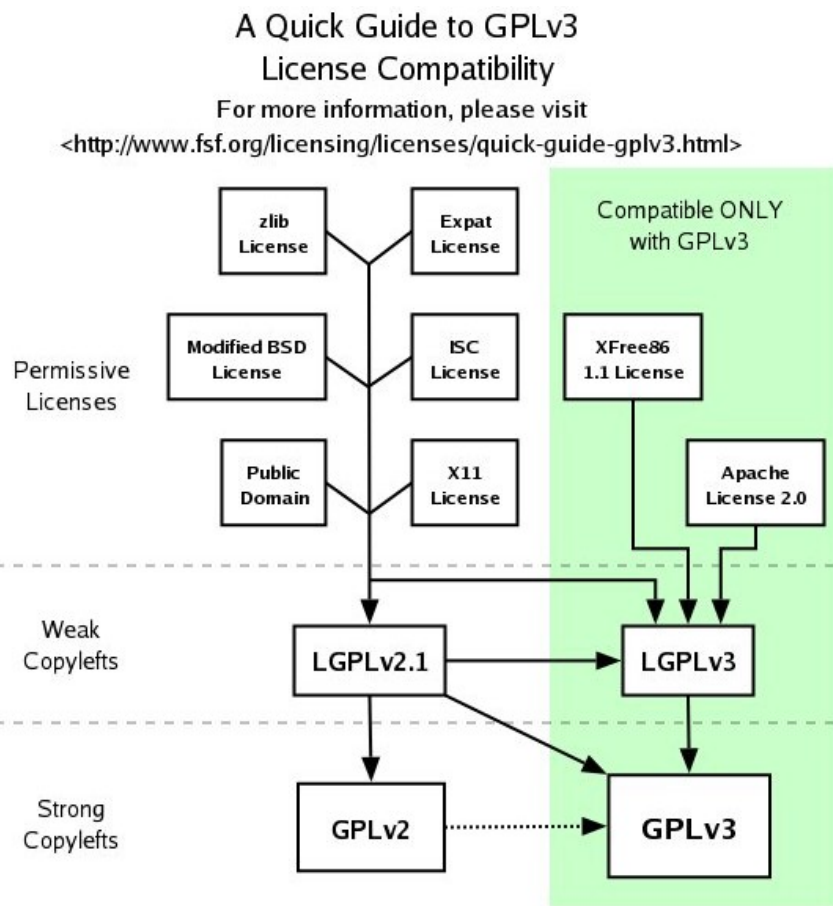 A Quick Guide to GPLv3
License Compatibility
For more information, please visit
<http://www.fsf.org/licensing/licenses/quick-guide-gplv3.html>
zlib
License
Expat
License
Compatible ONLY
with GPLv3
Permissive
Licenses
Modified BSD
License
ISC
License
XFree86
1.1 License
Public
Domain
X11
License
Apache
License 2.0
Weak
Copylefts
LGPLv2.1
LGPLv3
Strong
Copylefts
GPLv2
GPLv3